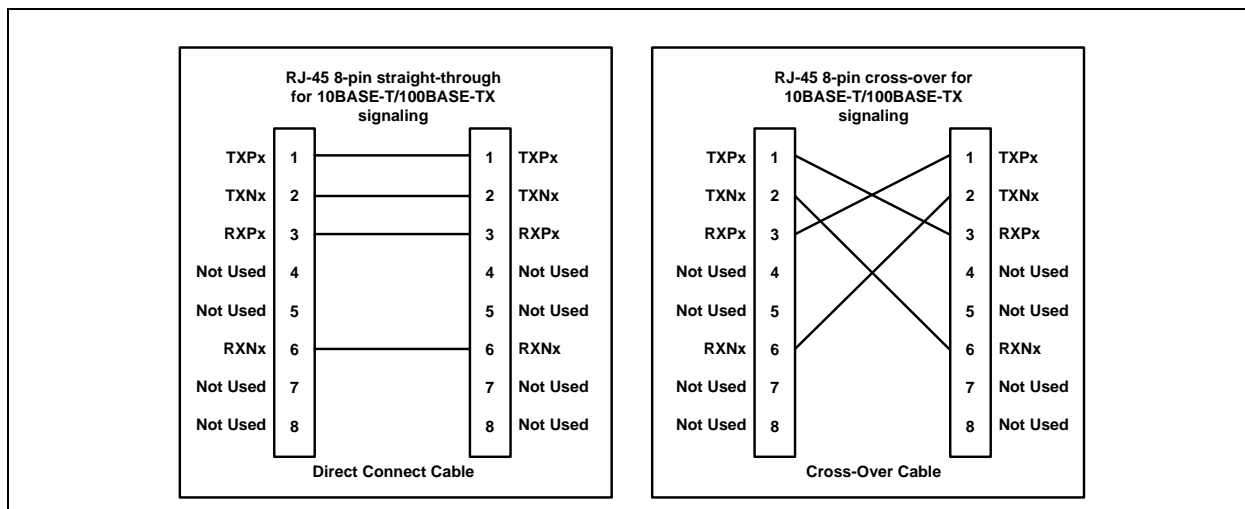 RJ-45 8-pin straight-through
for 10BASE-T/100BASE-TX
signaling
TXPx 1 1 TXPx
TXNx 2 2 TXNx
RXPx 3 3 RXPx
Not Used 4 4 Not Used
Not Used 5 5 Not Used
RXNx 6 6 RXNx
Not Used 7 7 Not Used
Not Used 8 8 Not Used
Direct Connect Cable
RJ-45 8-pin cross-over for
10BASE-T/100BASE-TX
signaling
TXPx 1 1 TXPx
TXNx 2 2 TXNx
RXPx 3 3 RXPx
Not Used 4 4 Not Used
Not Used 5 5 Not Used
RXNx 6 6 RXNx
Not Used 7 7 Not Used
Not Used 8 8 Not Used
Cross-Over Cable